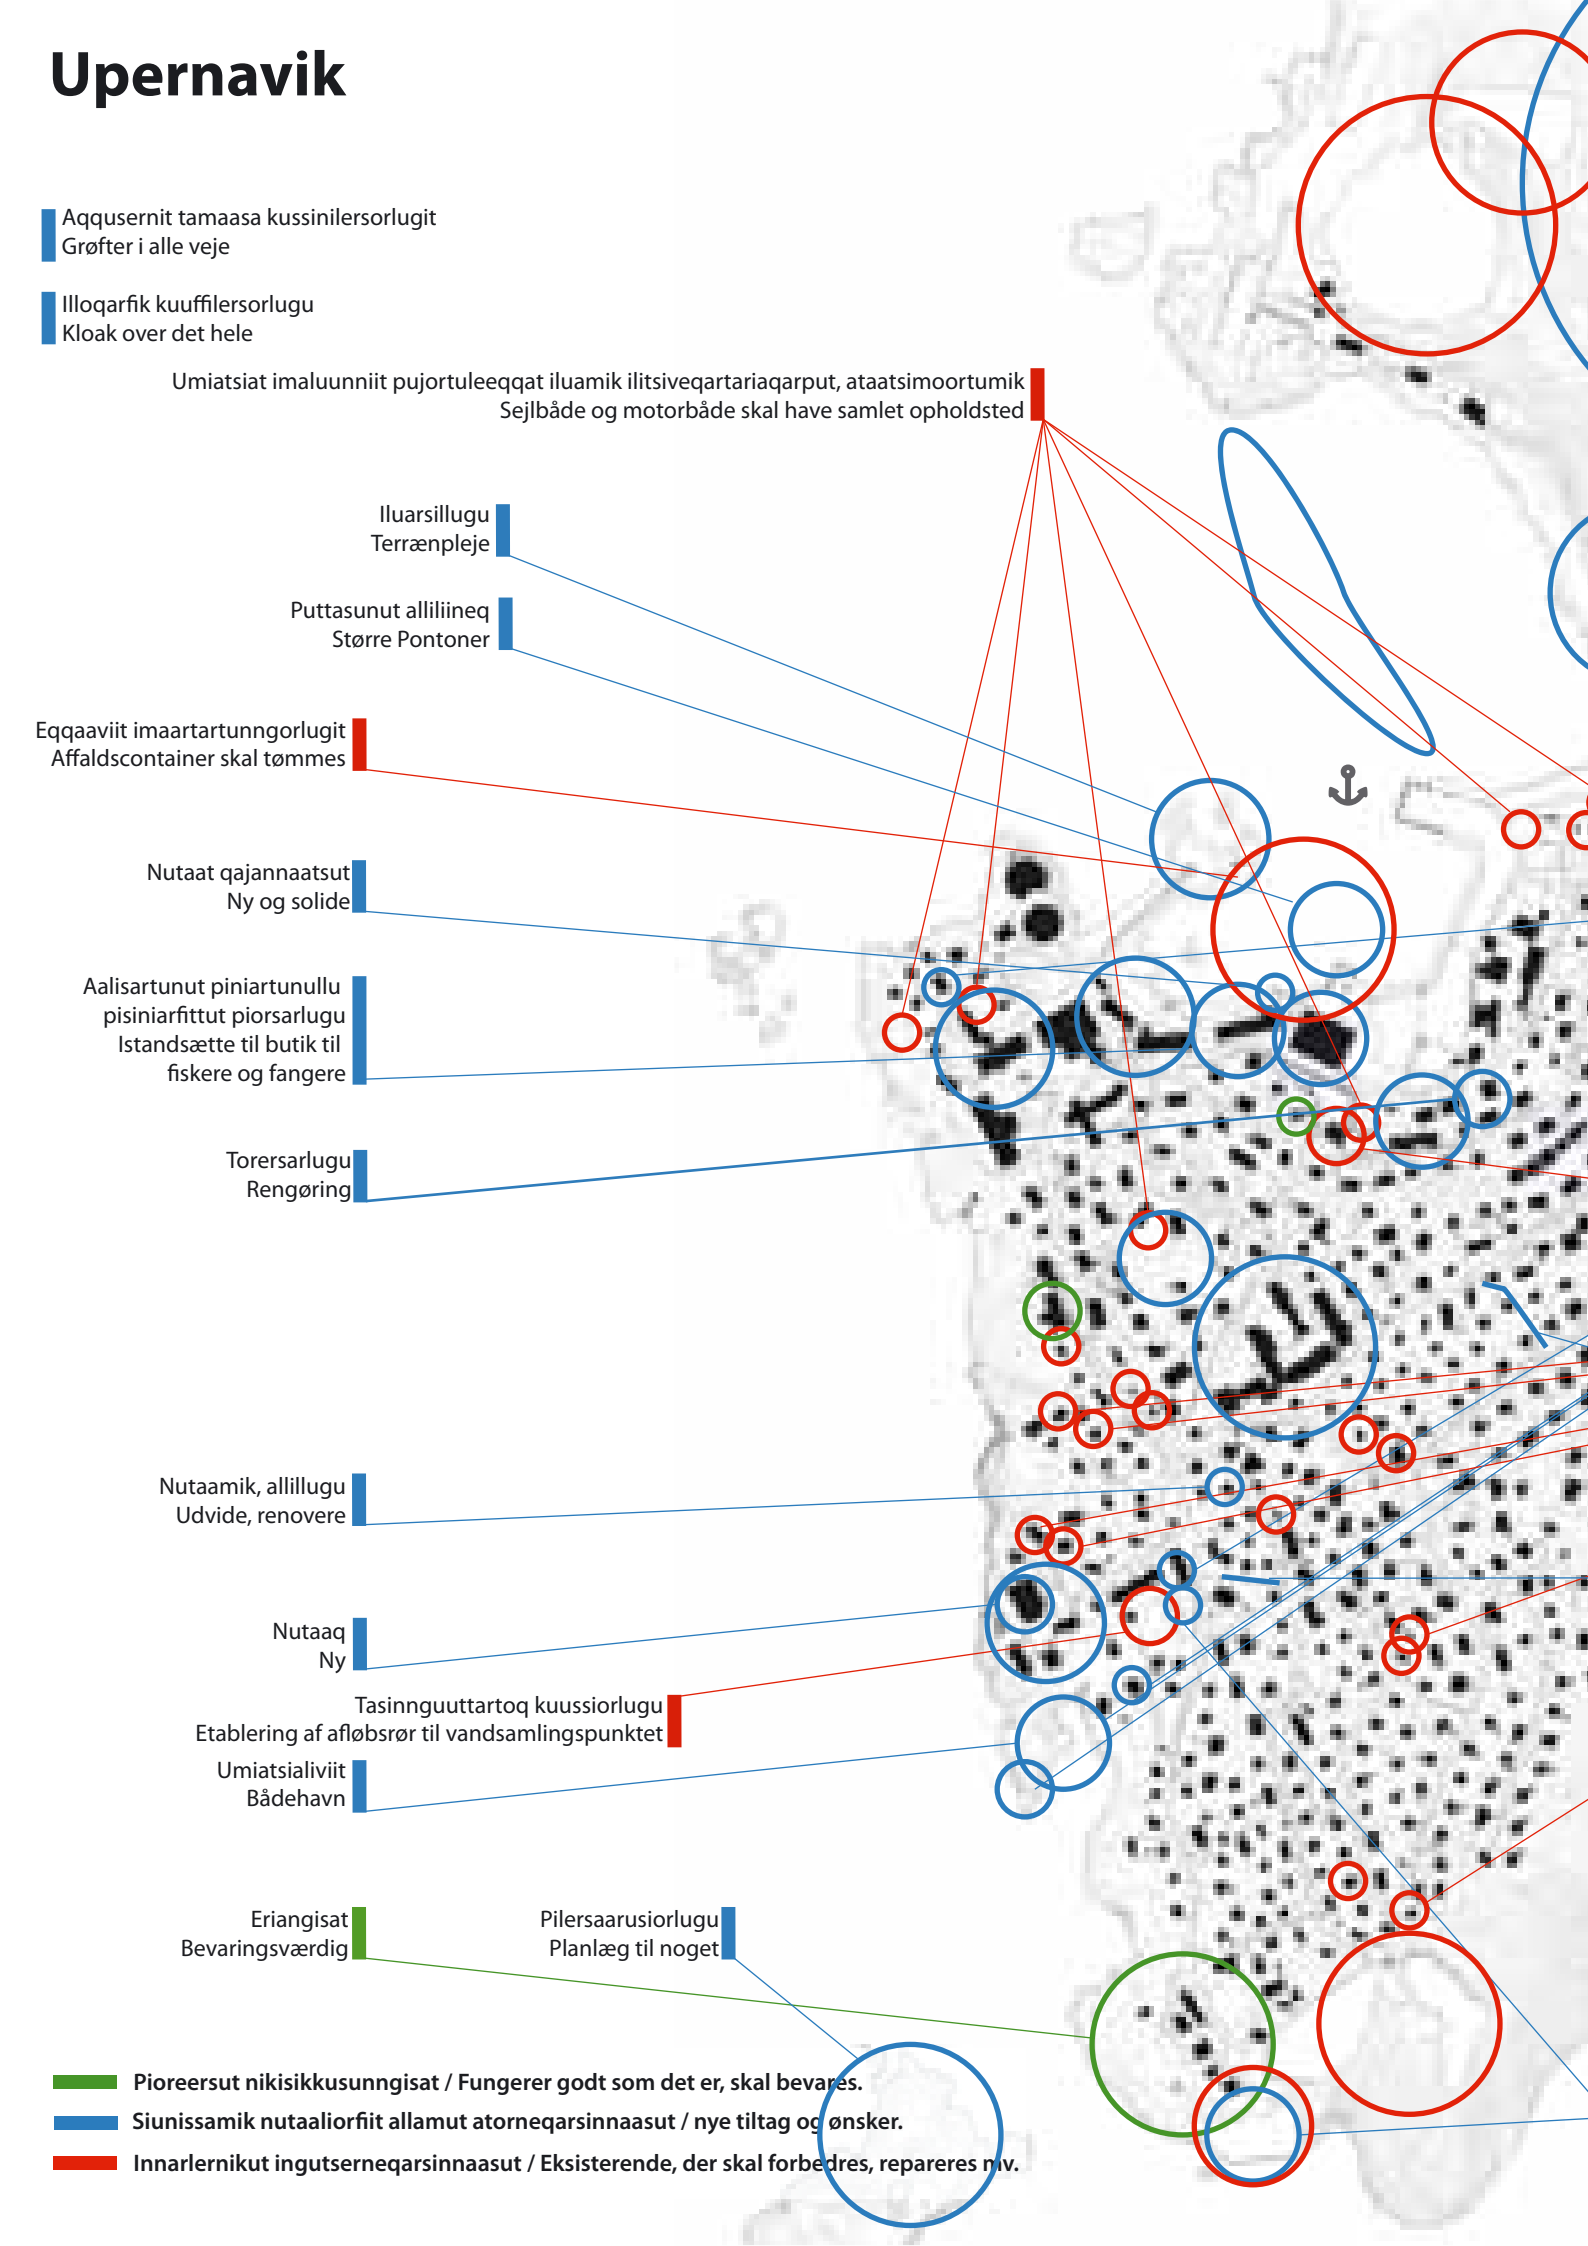 Upernavik
Aqqusernit tamaasa kussinilersorlugit
Grøfter i alle veje
Illoqarfik kuuffilersorlugu
Kloak over det hele
Umiatsiat imaluunniit pujortuleeqqat iluamik ilitsiveqartariaqarput, ataatsimoortumik
Sejlbåde og motorbåde skal have samlet opholdsted
Iluarsillugu
Terrænpleje
Puttasunut alliliineq
Større Pontoner
Eqqaaviit imaartartunngorlugit
Affaldscontainer skal tømmes
Nutaat qajannaatsut
Ny og solide
Aalisartunut piniartunullu
pisiniarfittut piorsarlugu
Istandsætte til butik til
fiskere og fangere
Torersarlugu
Rengøring
Nutaamik, allillugu
Udvide, renovere
Nutaaq
Ny
Tasinnguuttartoq kuussiorlugu
Etablering af afløbsrør til vandsamlingspunktet
Umiatsialiviit
Bådehavn
Eriangisat
Bevaringsværdig
Pilersaarusiorlugu
Planlæg til noget
Pioreersut nikisikkusunngisat / Fungerer godt som det er, skal bevares.
Siunissamik nutaaliorfiit allamut atorneqarsinnaasut / nye tiltag og ønsker.
Innarlernikut ingutserneqarsinnaasut / Eksisterende, der skal forbedres, repareres mv.